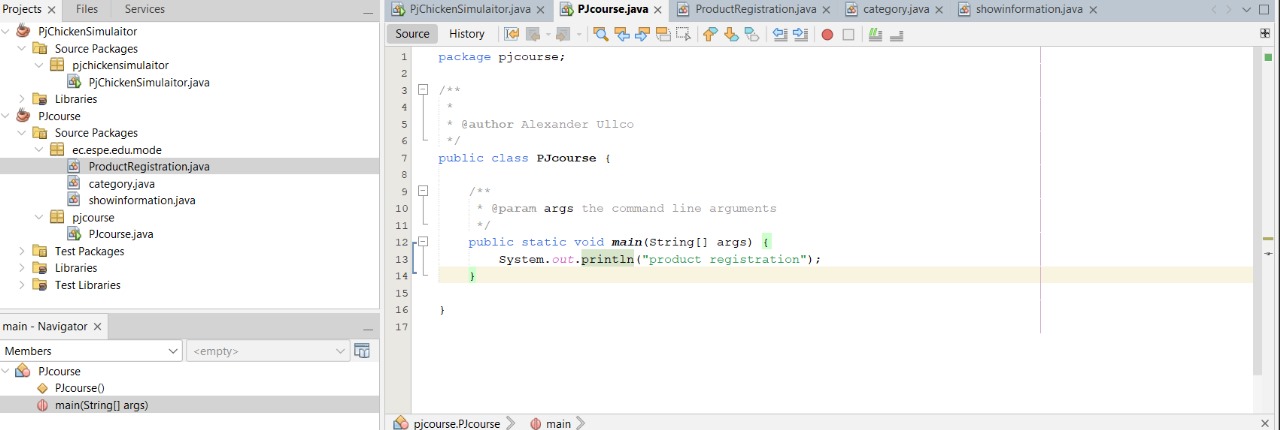 Projects Files Services
PjChickenSimulaitor
Source Packages
pjchickensimulaitor
PjChickenSimulaitor.java
Libraries
PJcourse
Source Packages
ec.espe.edu.mode
ProductRegistration.java
category.java
showinformation.java
pjcourse
PJcourse.java
Test Packages
Libraries
Test Libraries
main - Navigator
Members <empty>
PJcourse
PJcourse()
main(String[] args)
PjChickenSimulaitor.java PJcourse.java ProductRegistration.java category.java showinformation.java
Source History
1 package pjcourse;
2
3 /**
4 *
5 * @author Alexander Ullco
6 */
7 public class PJcourse {
8
9 /**
10 * @param args the command line arguments
11 */
12 public static void main(String[] args) {
13 System.out.println("product registration");
14 }
15
16 }
17
pjcourse.PJcourse main